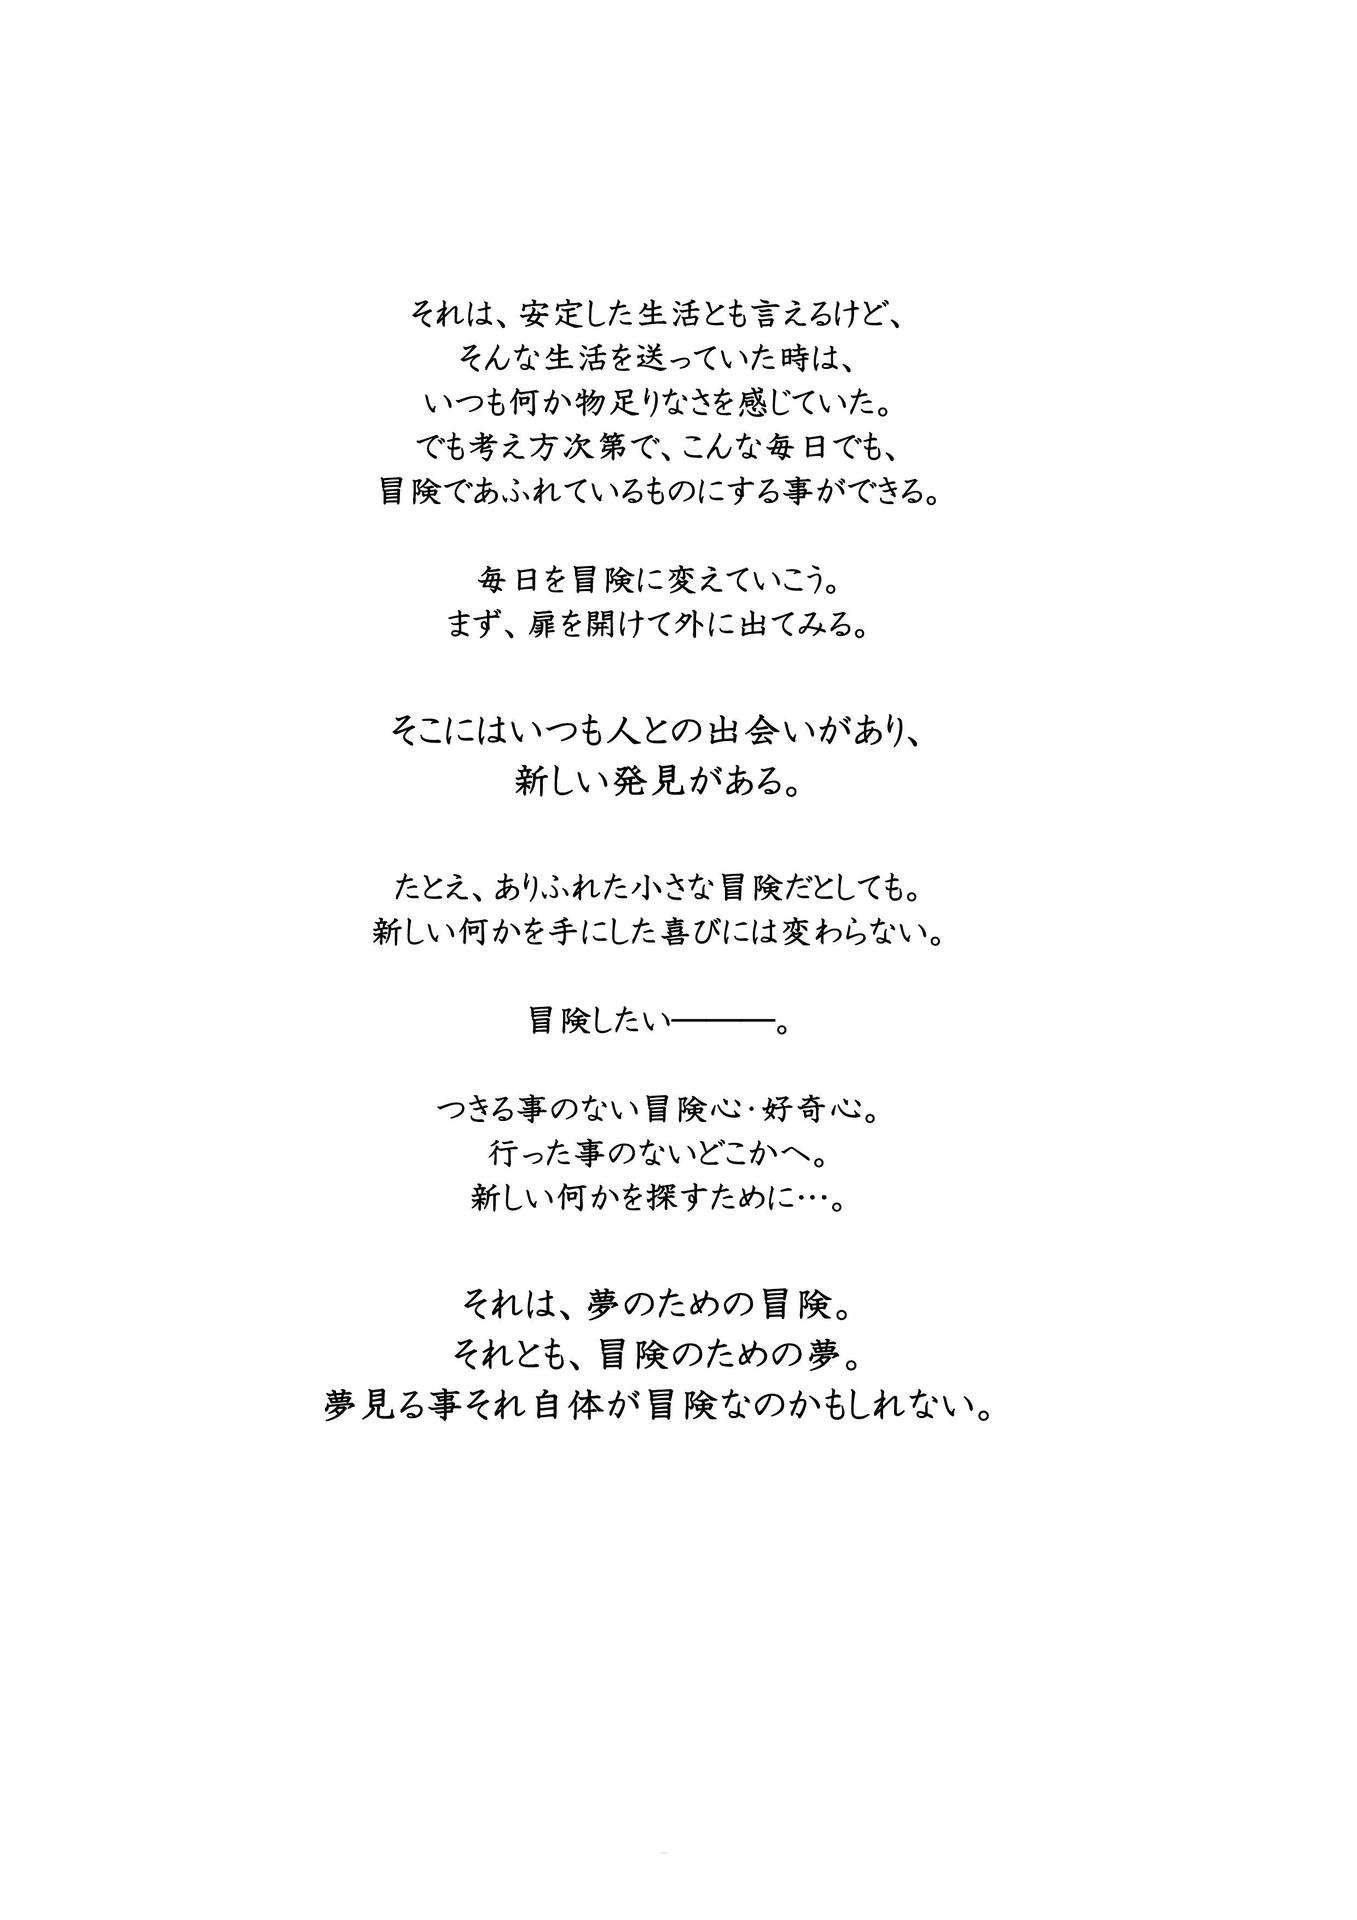 それは、安定した生活とも言えるけど、
そんな生活を送っていた時は、
いつも何か物足りなさを感じていた。
でも考え方次第で、こんな毎日でも、
冒険であふれているものにする事ができる。
毎日を冒険に変えていこう。
まず、扉を開けて外に出てみる。
そこにはいつも人との出会いがあり、
新しい発見がある。
たとえ、ありふれた小さな冒険だとしても。
新しい何かを手にした喜びには変わらない。
冒険したい―――。
つきる事のない冒険心・好奇心。
行った事のないどこかへ。
新しい何かを探すために…。
それは、夢のための冒険。
それとも、冒険のための夢。
夢見る事それ自体が冒険なのかもしれない。